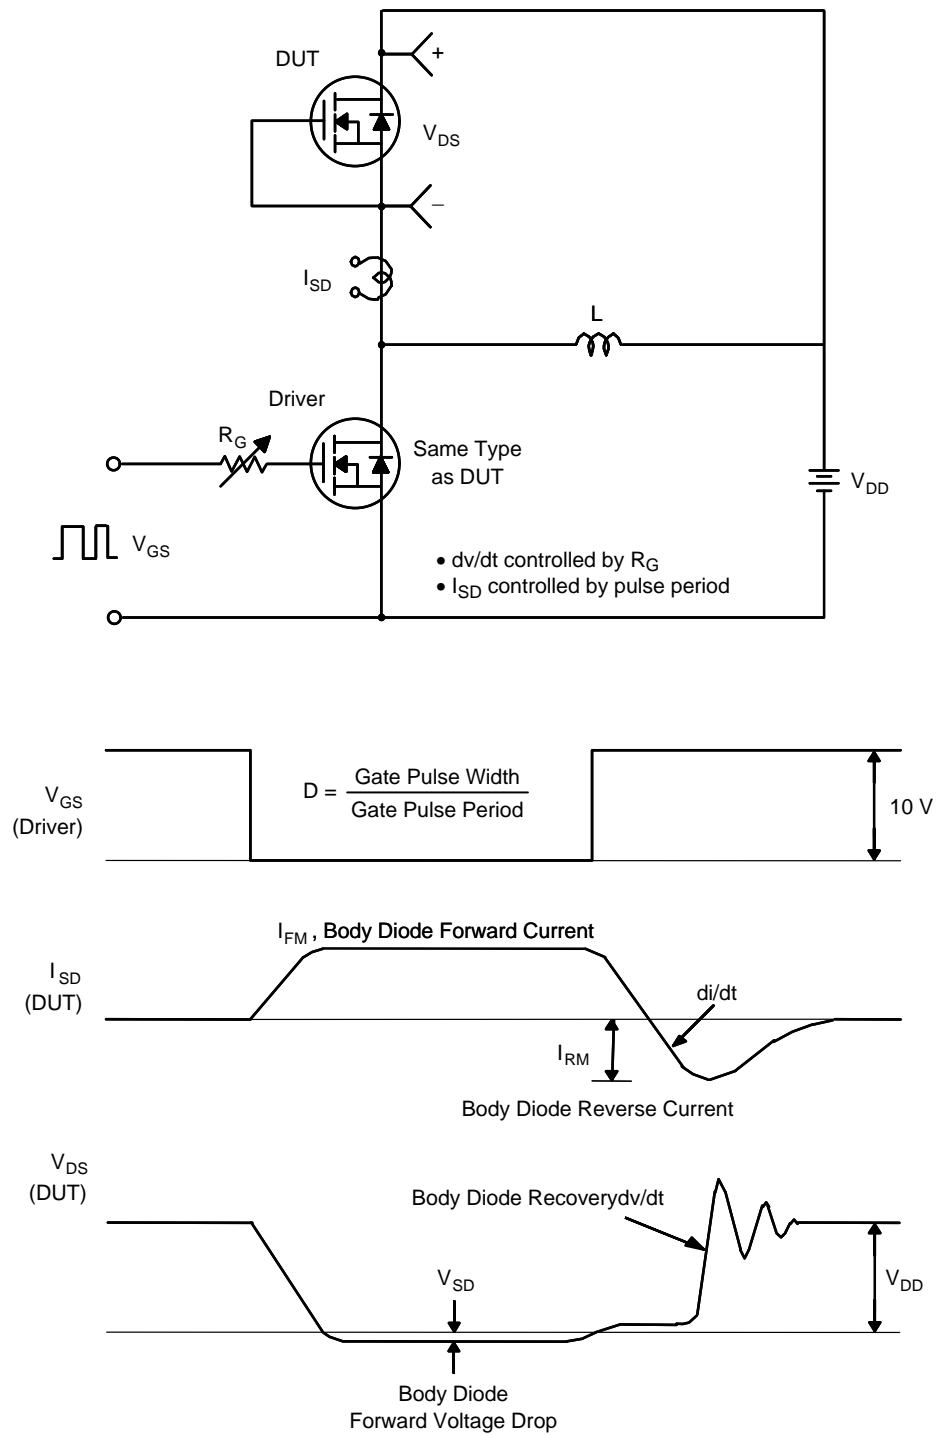 DUT
+
V_DS
−
I_SD
L
Driver
R_G
Same Type
as DUT
V_DD
V_GS
• dv/dt controlled by R_G
• I_SD controlled by pulse period
V_GS
(Driver)
D = Gate Pulse Width
Gate Pulse Period
10 V
I_FM , Body Diode Forward Current
I_SD
(DUT)
di/dt
I_RM
Body Diode Reverse Current
V_DS
(DUT)
Body Diode Recoverydv/dt
V_SD
V_DD
Body Diode
Forward Voltage Drop